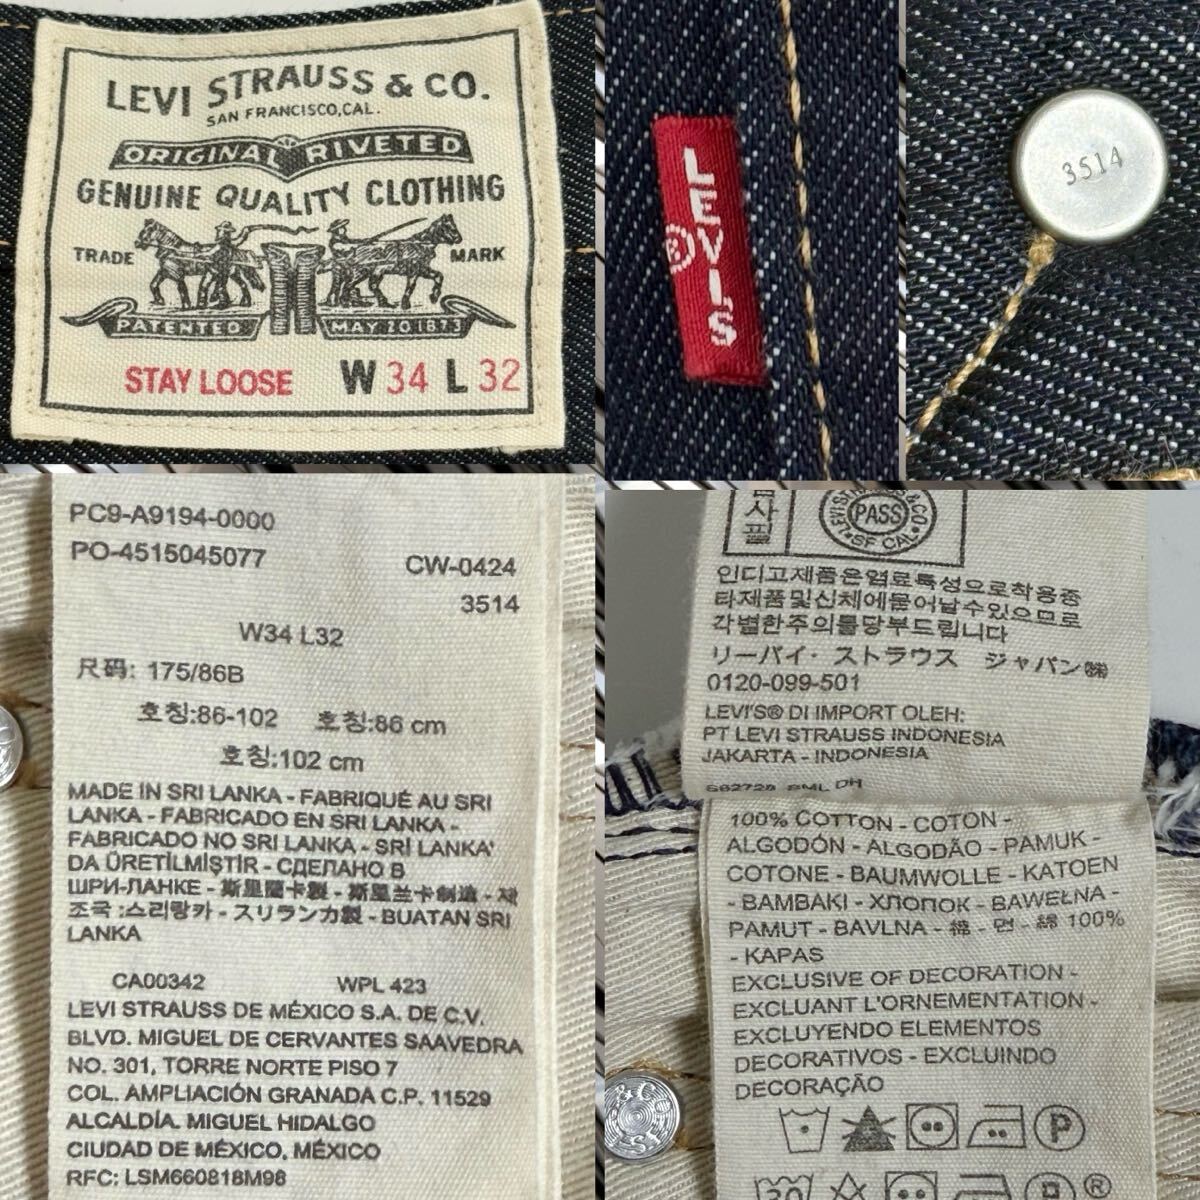 LEVI STRAUSS & CO.
SAN FRANCISCO, CAL.
ORIGINAL RIVETED
GENUINE QUALITY CLOTHING
TRADE MARK
PATENTED MAY 20 1873
STAY LOOSE W 34 L 32
LEVI'S
®
3514
PC9-A9194-0000
PO-4515045077
CW-0424
3514
W34 L32
尺码: 175/86B
호칭:86-102 호칭:86 cm
호칭:102 cm
MADE IN SRI LANKA - FABRIQUÉ AU SRI
LANKA - FABRICADO EN SRI LANKA -
FABRICADO NO SRI LANKA - SRİ LANKA'
DA ÜRETİLMİŞTİR - СДЕЛАНО В
ШРИ-ЛАНКЕ - 斯里蘭卡製 - 斯里兰卡制造 - 제
조국 :스리랑카 - スリランカ製 - BUATAN SRI
LANKA
CA00342 WPL 423
LEVI STRAUSS DE MÉXICO S.A. DE C.V.
BLVD. MIGUEL DE CERVANTES SAAVEDRA
NO. 301, TORRE NORTE PISO 7
COL. AMPLIACIÓN GRANADA C.P. 11529
ALCALDÍA. MIGUEL HIDALGO
CIUDAD DE MÉXICO, MÉXICO
RFC: LSM660818M98
사
필
LEVI STRAUSS & CO.
PASS
SF CAL
인디고제품은염료특성으로착용중
타제품및신체에묻어날수있으므로
각별한주의를당부드립니다
リーバイ・ストラウス ジャパン㈱
0120-099-501
LEVI'S® DI IMPORT OLEH:
PT LEVI STRAUSS INDONESIA
JAKARTA - INDONESIA
100% COTTON - COTON -
ALGODÓN - ALGODÃO - PAMUK -
COTONE - BAUMWOLLE - KATOEN
- BAMBAKI - ХЛОПОК - BAWEŁNA -
PAMUT - BAVLNA - 棉 - 면 - 綿 100%
- KAPAS
EXCLUSIVE OF DECORATION -
EXCLUANT L'ORNEMENTATION -
EXCLUYENDO ELEMENTOS
DECORATIVOS - EXCLUINDO
DECORAÇÃO
P